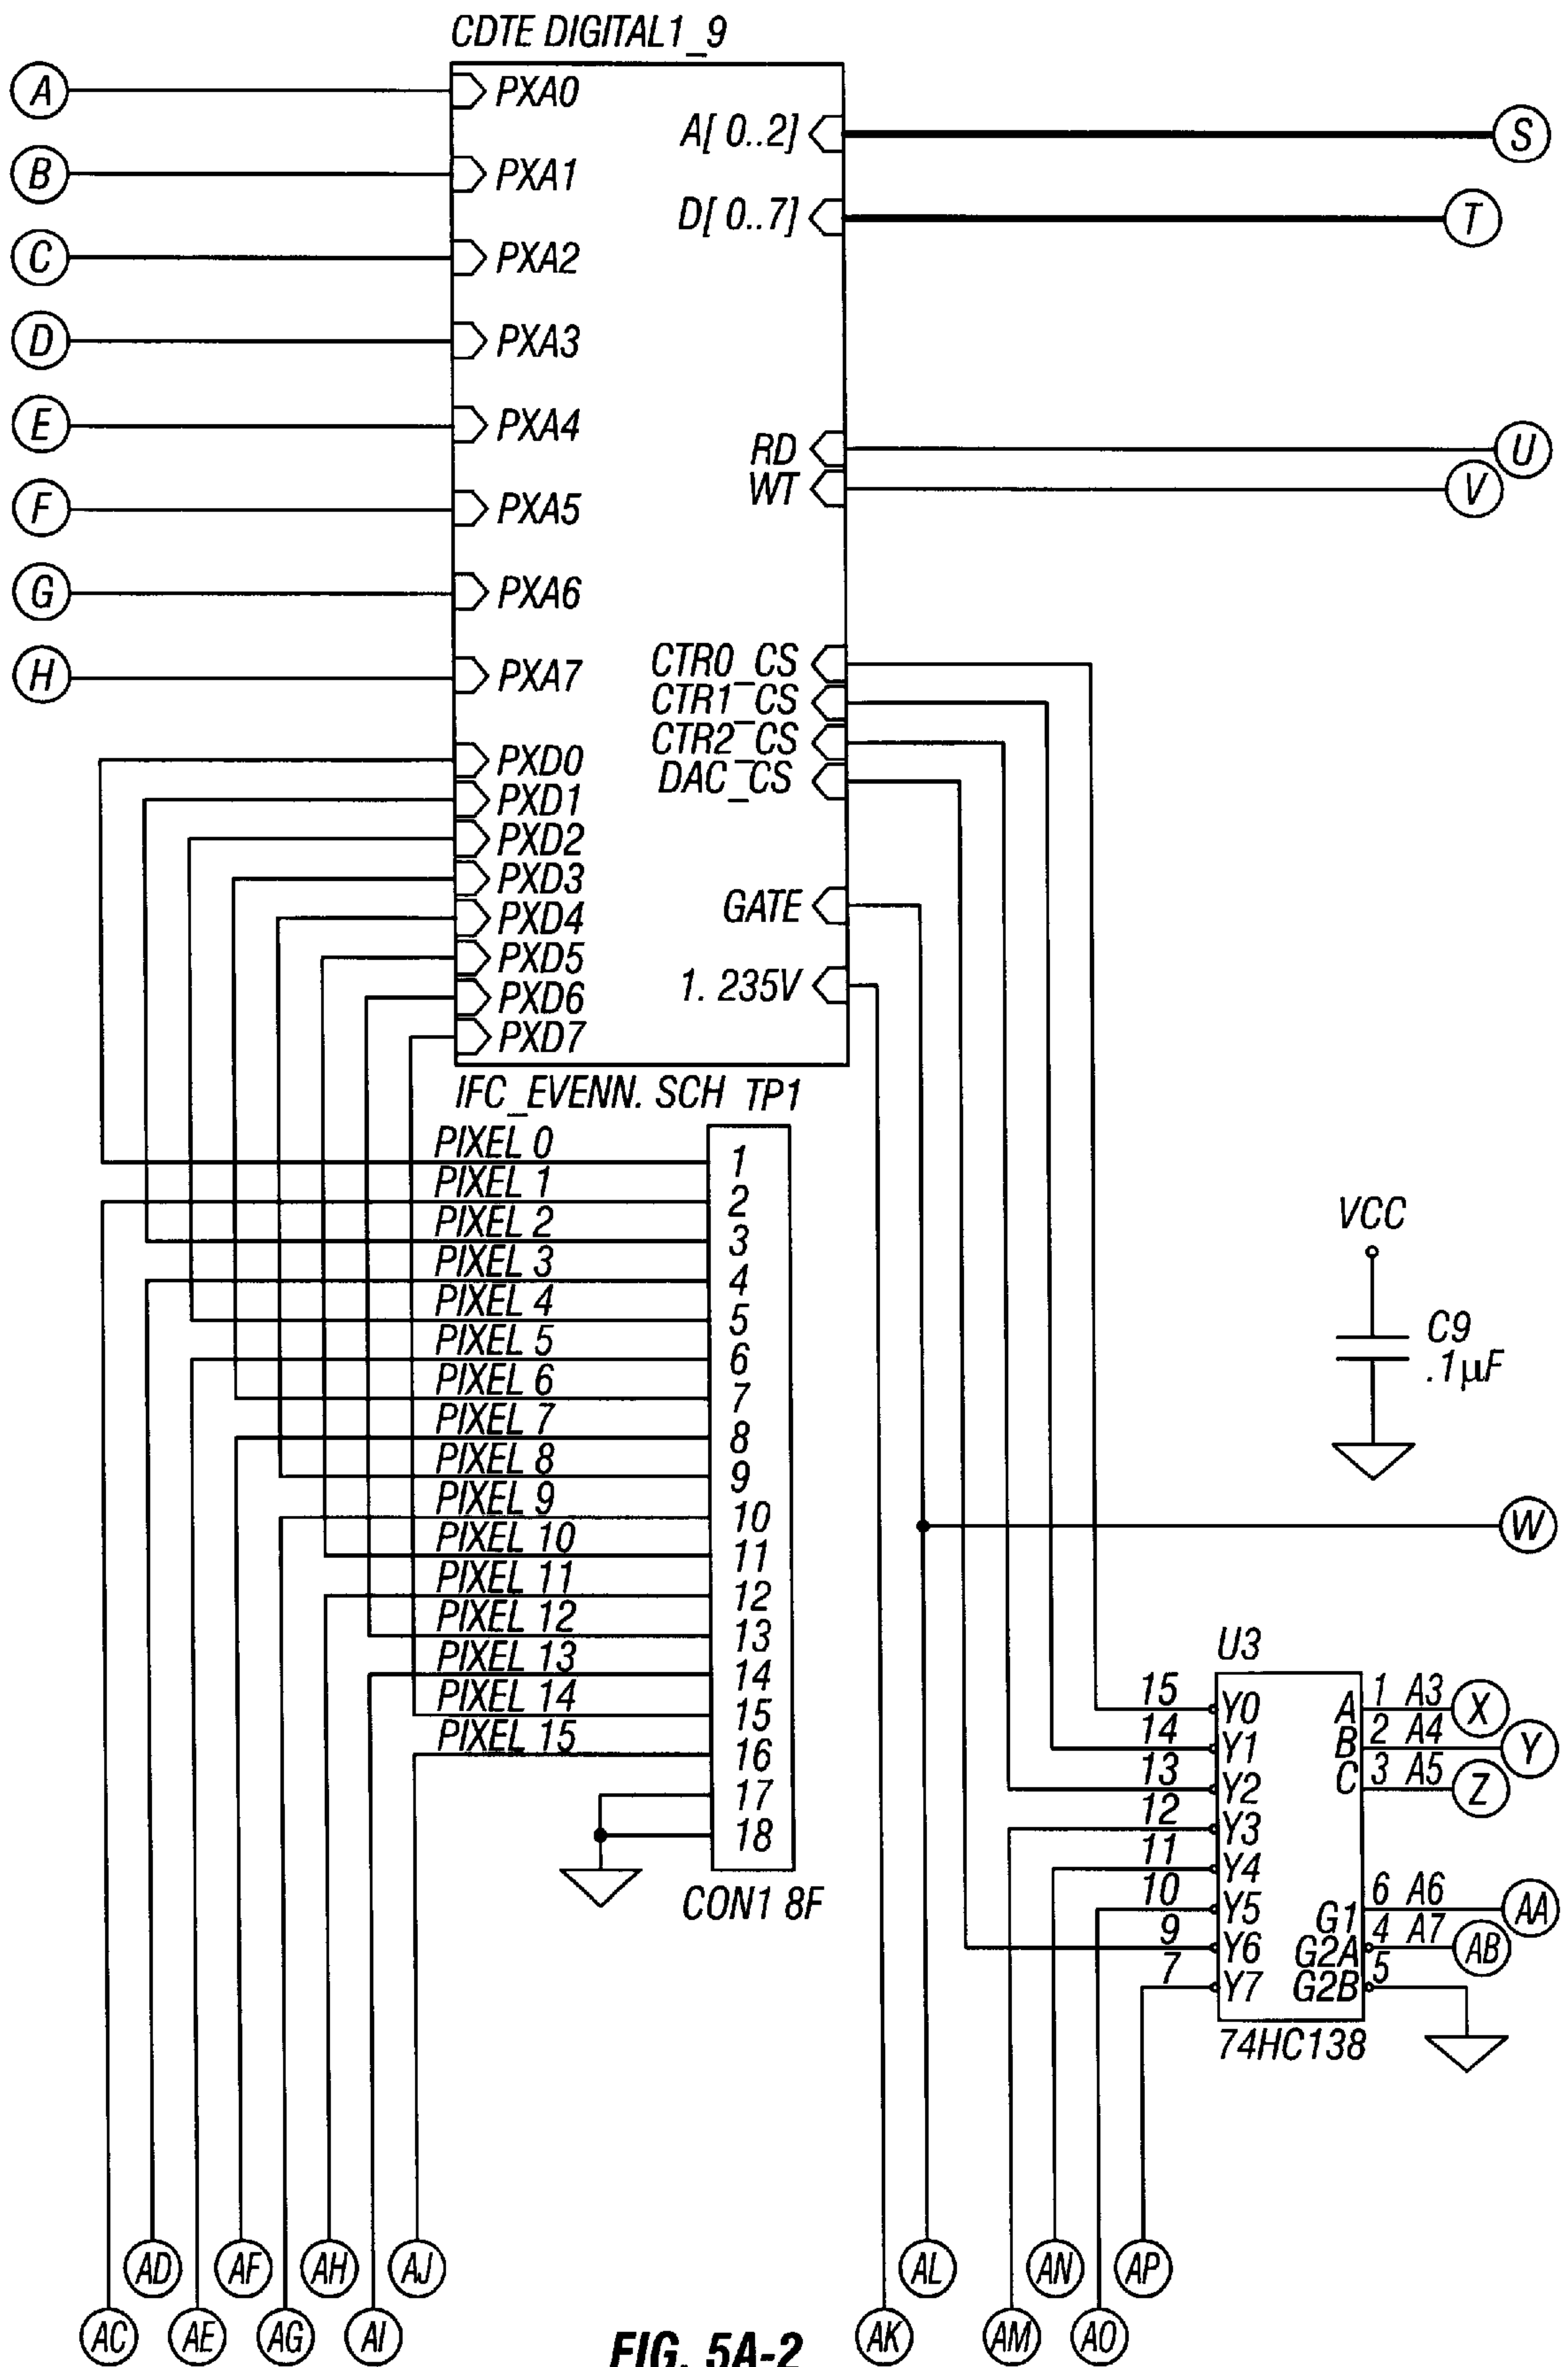 CDTE DIGITAL1_9
A PXA0
A[ 0..2] S
B PXA1
D[ 0..7] T
C PXA2
D PXA3
E PXA4
RD U
WT V
F PXA5
G PXA6
H PXA7
CTR0_CS
CTR1_CS
CTR2_CS
DAC_CS
PXD0
PXD1
PXD2
PXD3
PXD4
PXD5
PXD6
PXD7
GATE
1. 235V
IFC_EVENN. SCH TP1
PIXEL 0 1
PIXEL 1 2
PIXEL 2 3
PIXEL 3 4
PIXEL 4 5
PIXEL 5 6
PIXEL 6 7
PIXEL 7 8
PIXEL 8 9
PIXEL 9 10
PIXEL 10 11
PIXEL 11 12
PIXEL 12 13
PIXEL 13 14
PIXEL 14 15
PIXEL 15 16
17
18
CON1 8F
VCC
C9
.1µF
W
U3
15 Y0 A 1 A3 X
14 Y1 B 2 A4 Y
13 Y2 C 3 A5 Z
12 Y3
11 Y4
10 Y5 G1 6 A6 AA
9 Y6 G2A 4 A7 AB
7 Y7 G2B 5
74HC138
AD AF AH AJ AL AN AP
AC AE AG AI AK AM AO
FIG. 5A-2